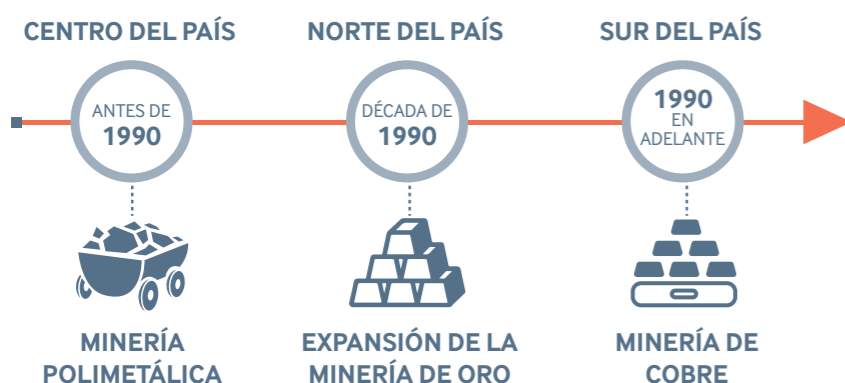 CENTRO DEL PAÍS
ANTES DE
1990
MINERÍA
POLIMETÁLICA
NORTE DEL PAÍS
DÉCADA DE
1990
EXPANSIÓN DE LA
MINERÍA DE ORO
SUR DEL PAÍS
1990
EN
ADELANTE
MINERÍA DE
COBRE